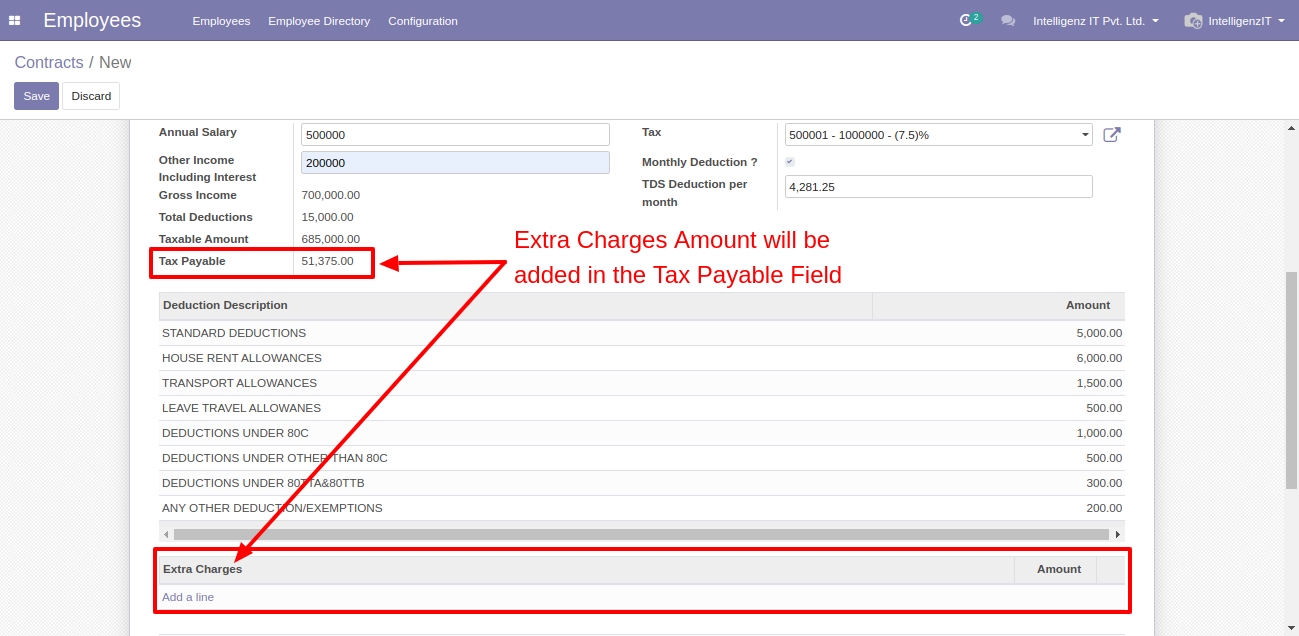 Employees Employees Employee Directory Configuration 2 Intelligenz IT Pvt. Ltd. IntelligenzIT
Contracts / New
Save Discard
Annual Salary 500000 Tax 500001 - 1000000 - (7.5)%
Other Income Including Interest 200000 Monthly Deduction ?
Gross Income 700,000.00 TDS Deduction per month 4,281.25
Total Deductions 15,000.00
Taxable Amount 685,000.00
Tax Payable 51,375.00
Extra Charges Amount will be
added in the Tax Payable Field
Deduction Description Amount
STANDARD DEDUCTIONS 5,000.00
HOUSE RENT ALLOWANCES 6,000.00
TRANSPORT ALLOWANCES 1,500.00
LEAVE TRAVEL ALLOWANES 500.00
DEDUCTIONS UNDER 80C 1,000.00
DEDUCTIONS UNDER OTHER THAN 80C 500.00
DEDUCTIONS UNDER 80TTA&80TTB 300.00
ANY OTHER DEDUCTION/EXEMPTIONS 200.00
Extra Charges Amount
Add a line